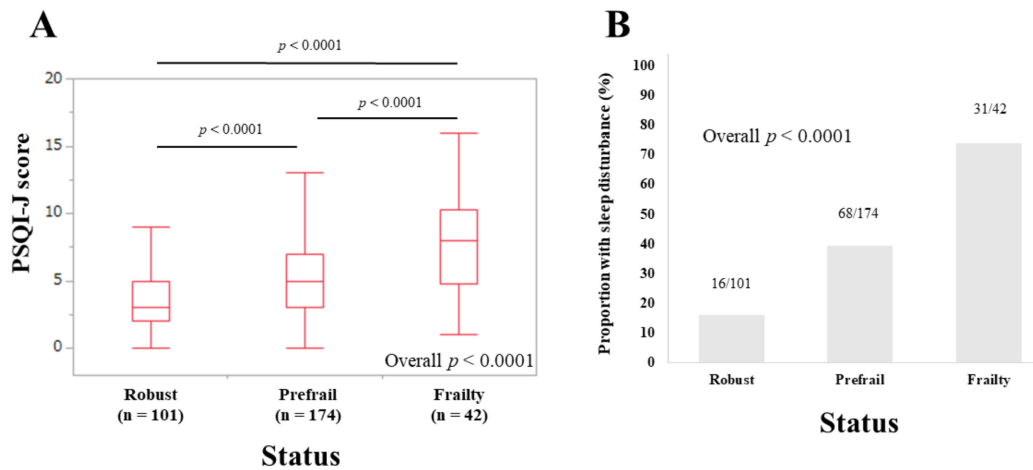 A
p < 0.0001
p < 0.0001
p < 0.0001
20
15
10
5
0
PSQI-J score
Overall p < 0.0001
Robust
(n = 101)
Prefrail
(n = 174)
Frailty
(n = 42)
Status
B
100
90
80
70
60
50
40
30
20
10
0
Proportion with sleep disturbance (%)
Overall p < 0.0001
16/101
68/174
31/42
Robust
Prefrail
Frailty
Status